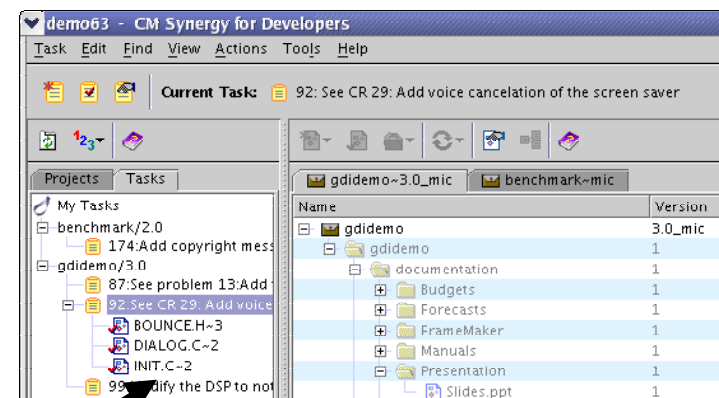 demo63 - CM Synergy for Developers
Task Edit Find View Actions Tools Help
Current Task: 92: See CR 29: Add voice cancelation of the screen saver
123
Projects Tasks
My Tasks
benchmark/2.0
174:Add copyright mess
gdidemo/3.0
87:See problem 13:Add
92:See CR 29: Add voice
BOUNCE.H~3
DIALOG.C~2
INIT.C~2
the DSP to not
gdidemo~3.0_mic benchmark~mic
Name Version
gdidemo 3.0_mic
gdidemo 1
documentation 1
Budgets 1
Forecasts 1
FrameMaker 1
Manuals 1
Presentation 1
Slides.ppt 1